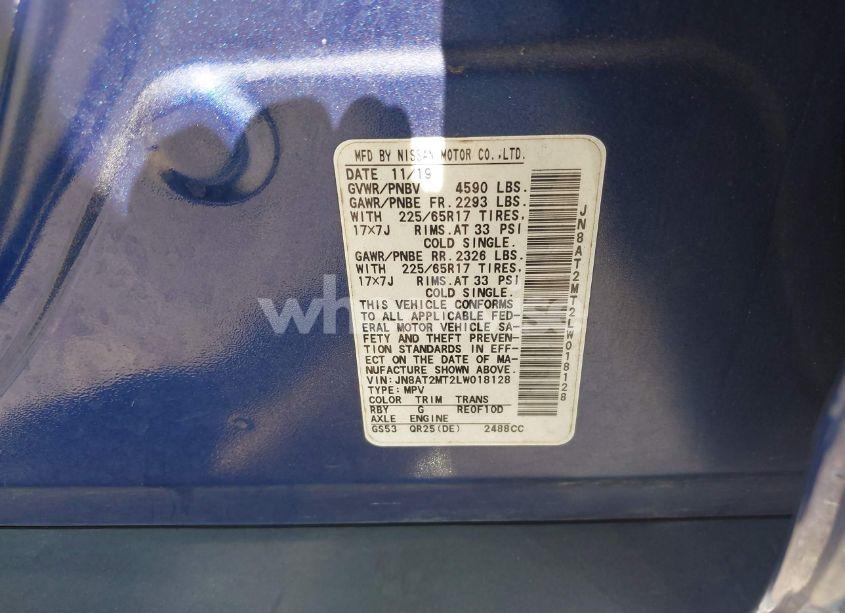 MFD BY NISSAN MOTOR CO.,LTD.
DATE 11/19
GVWR/PNBV 4590 LBS.
GAWR/PNBE FR. 2293 LBS.
WITH 225/65R17 TIRES,
17×7J RIMS.AT 33 PSI
COLD SINGLE.
GAWR/PNBE RR. 2326 LBS.
WITH 225/65R17 TIRES,
17×7J RIMS.AT 33 PSI
COLD SINGLE.
THIS VEHICLE CONFORMS
TO ALL APPLICABLE FED-
ERAL MOTOR VEHICLE SA-
FETY AND THEFT PREVEN-
TION STANDARDS IN EFF-
ECT ON THE DATE OF MA-
NUFACTURE SHOWN ABOVE.
VIN:JN8AT2MT2LW018128
TYPE:MPV
COLOR TRIM TRANS
RBY G RE0F10D
AXLE ENGINE
GS53 QR25(DE) 2488CC
JN8AT2MT2LW018128